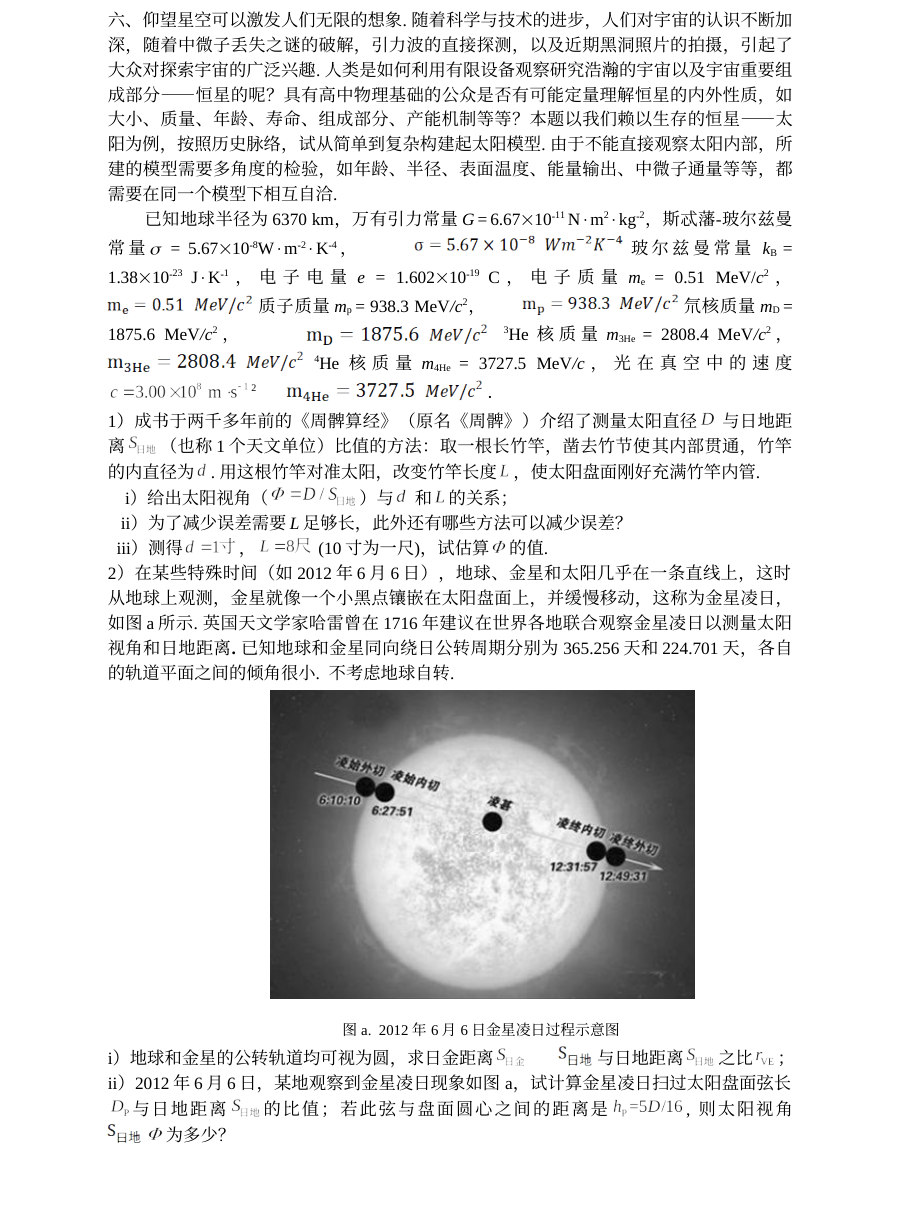 六、仰望星空可以激发人们无限的想象. 随着科学与技术的进步，人们对宇宙的认识不断加
深，随着中微子丢失之谜的破解，引力波的直接探测，以及近期黑洞照片的拍摄，引起了
大众对探索宇宙的广泛兴趣. 人类是如何利用有限设备观察研究浩瀚的宇宙以及宇宙重要组
成部分——恒星的呢？具有高中物理基础的公众是否有可能定量理解恒星的内外性质，如
大小、质量、年龄、寿命、组成部分、产能机制等等？本题以我们赖以生存的恒星——太
阳为例，按照历史脉络，试从简单到复杂构建起太阳模型. 由于不能直接观察太阳内部，所
建的模型需要多角度的检验，如年龄、半径、表面温度、能量输出、中微子通量等等，都
需要在同一个模型下相互自洽.
已知地球半径为 6370 km，万有引力常量 G = 6.67×10⁻¹¹ N · m² · kg⁻²，斯忒藩-玻尔兹曼
常量 σ = 5.67×10⁻⁸W · m⁻² · K⁻⁴， σ = 5.67 × 10⁻⁸ Wm⁻²K⁻⁴ 玻尔兹曼常量 k_B =
1.38×10⁻²³ J · K⁻¹，电子电量 e = 1.602×10⁻¹⁹ C，电子质量 m_e = 0.51 MeV/c²，
m_e = 0.51 MeV/c² 质子质量 m_p = 938.3 MeV/c²， m_p = 938.3 MeV/c² 氘核质量 m_D =
1875.6 MeV/c²， m_D = 1875.6 MeV/c² ³He 核质量 m_3He = 2808.4 MeV/c²，
m_3He = 2808.4 MeV/c² ⁴He 核质量 m_4He = 3727.5 MeV/c，光在真空中的速度
c =3.00 ×10⁸ m ·s⁻¹ ² m_4He = 3727.5 MeV/c² .
1）成书于两千多年前的《周髀算经》（原名《周髀》）介绍了测量太阳直径 D 与日地距
离 S_日地（也称 1 个天文单位）比值的方法：取一根长竹竿，凿去竹节使其内部贯通，竹竿
的内直径为 d . 用这根竹竿对准太阳，改变竹竿长度 L ，使太阳盘面刚好充满竹竿内管.
i）给出太阳视角（Φ =D / S_日地）与 d 和 L 的关系；
ii）为了减少误差需要 L 足够长，此外还有哪些方法可以减少误差？
iii）测得 d =1寸， L =8尺 (10 寸为一尺)，试估算 Φ 的值.
2）在某些特殊时间（如 2012 年 6 月 6 日），地球、金星和太阳几乎在一条直线上，这时
从地球上观测，金星就像一个小黑点镶嵌在太阳盘面上，并缓慢移动，这称为金星凌日，
如图 a 所示. 英国天文学家哈雷曾在 1716 年建议在世界各地联合观察金星凌日以测量太阳
视角和日地距离. 已知地球和金星同向绕日公转周期分别为 365.256 天和 224.701 天，各自
的轨道平面之间的倾角很小. 不考虑地球自转.
凌始外切 凌始内切
6:10:10 6:27:51
凌甚
凌终内切 凌终外切
12:31:57 12:49:31
图 a. 2012 年 6 月 6 日金星凌日过程示意图
i）地球和金星的公转轨道均可视为圆，求日金距离 S_日金 S_日地 与日地距离 S_日地 之比 r_VE；
ii）2012 年 6 月 6 日，某地观察到金星凌日现象如图 a，试计算金星凌日扫过太阳盘面弦长
D_P 与日地距离 S_日地 的比值；若此弦与盘面圆心之间的距离是 h_P =5D/16 , 则太阳视角
S_日地 Φ 为多少？